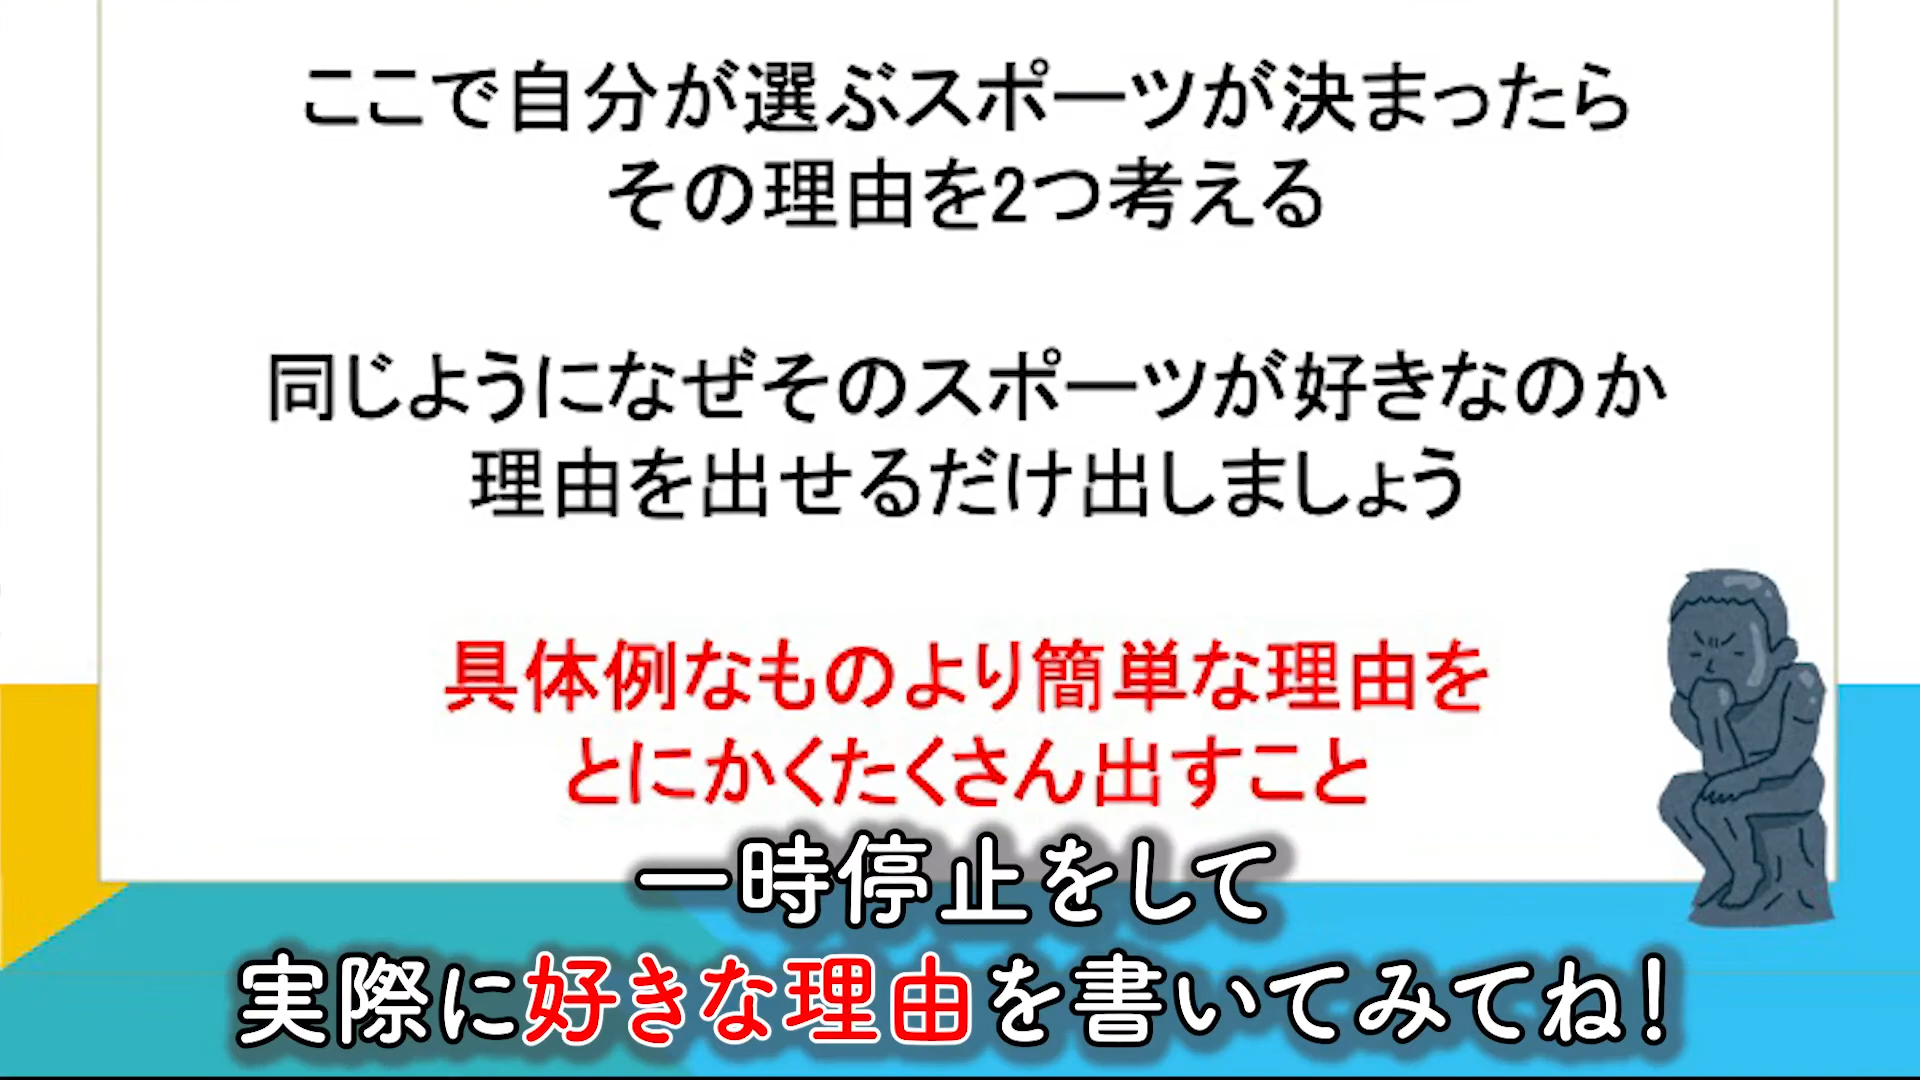 ここで自分が選ぶスポーツが決まったら
その理由を2つ考える
同じようになぜそのスポーツが好きなのか
理由を出せるだけ出しましょう
具体例なものより簡単な理由を
とにかくたくさん出すこと
一時停止をして
実際に好きな理由を書いてみてね!